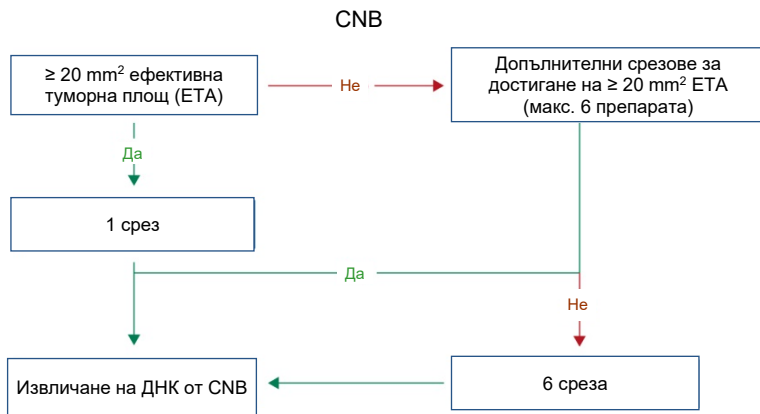 CNB
≥ 20 mm² ефективна
туморна площ (ETA)
Не
Допълнителни срезове за
достигане на ≥ 20 mm² ETA
(макс. 6 препарата)
Да
1 срез
Да
Не
Извличане на ДНК от CNB
6 среза